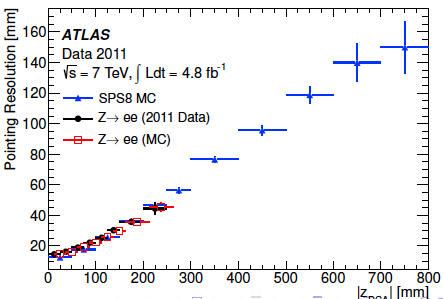 Pointing Resolution [mm]
160
140
120
100
80
60
40
20
ATLAS
Data 2011
√s = 7 TeV, ∫ Ldt = 4.8 fb⁻¹
SPS8 MC
Z→ ee (2011 Data)
Z→ ee (MC)
0 100 200 300 400 500 600 700 800
|z_DCA| [mm]